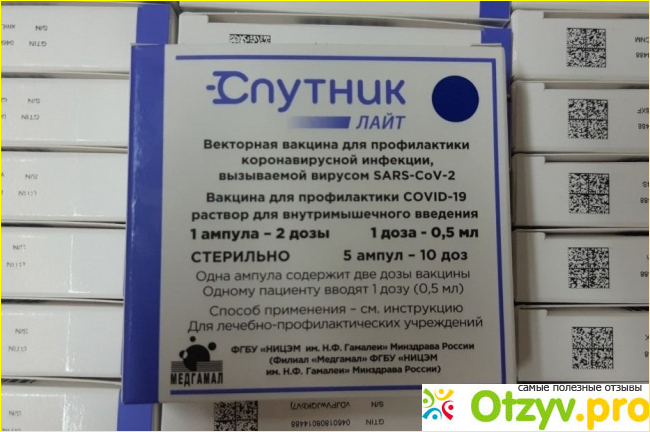 Спутник
ЛАЙТ
Векторная вакцина для профилактики
коронавирусной инфекции,
вызываемой вирусом SARS-CoV-2
Вакцина для профилактики COVID-19
раствор для внутримышечного введения
1 ампула – 2 дозы 1 доза - 0,5 мл
СТЕРИЛЬНО 5 ампул – 10 доз
Одна ампула содержит две дозы вакцины
Одному пациенту вводят 1 дозу (0,5 мл)
Способ применения – см. инструкцию
Для лечебно-профилактических учреждений
ФГБУ «НИЦЭМ им. Н.Ф. Гамалеи» Минздрава России
(Филиал «Медгамал» ФГБУ «НИЦЭМ
им. Н.Ф. Гамалеи» Минздрава России)
МЕДГАМАЛ
GTIN
S/N
GTIN
S/N
самые полезные отзывы
Otzyv.pro